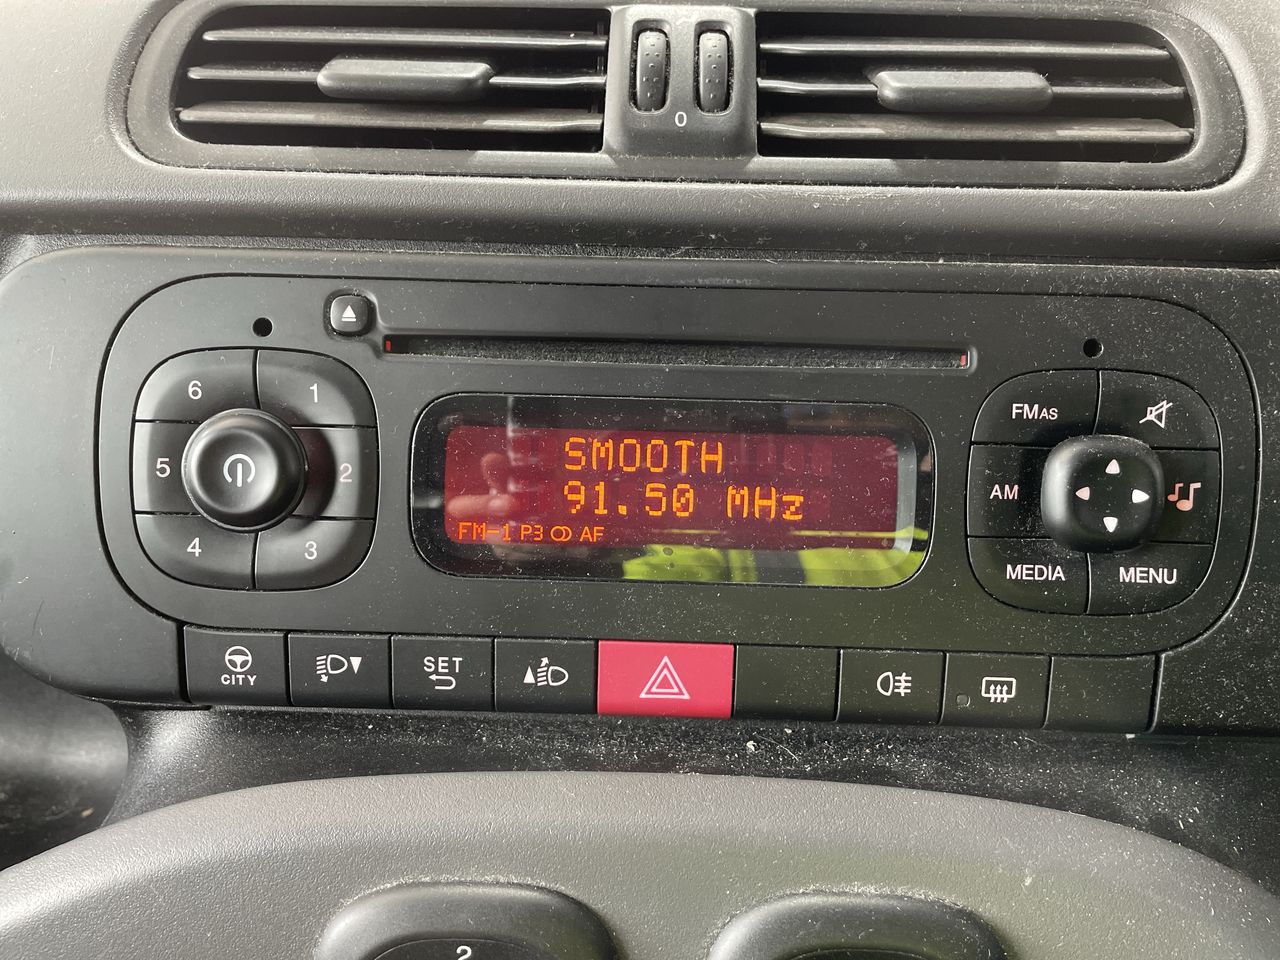 0
6
1
5
2
4
3
SMOOTH
91.50 MHz
FM-1 P3 AF
FMAS
AM
MEDIA
MENU
CITY
SET
2